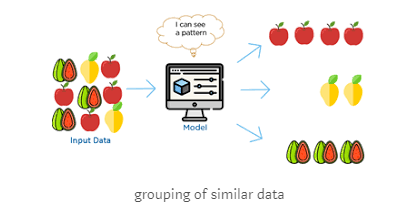 I can see
a pattern
Input Data
Model
grouping of similar data